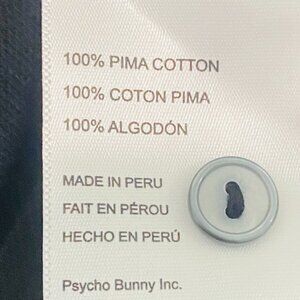 100% PIMA COTTON
100% COTON PIMA
100% ALGODÓN
MADE IN PERU
FAIT EN PÉROU
HECHO EN PERÚ
Psycho Bunny Inc.